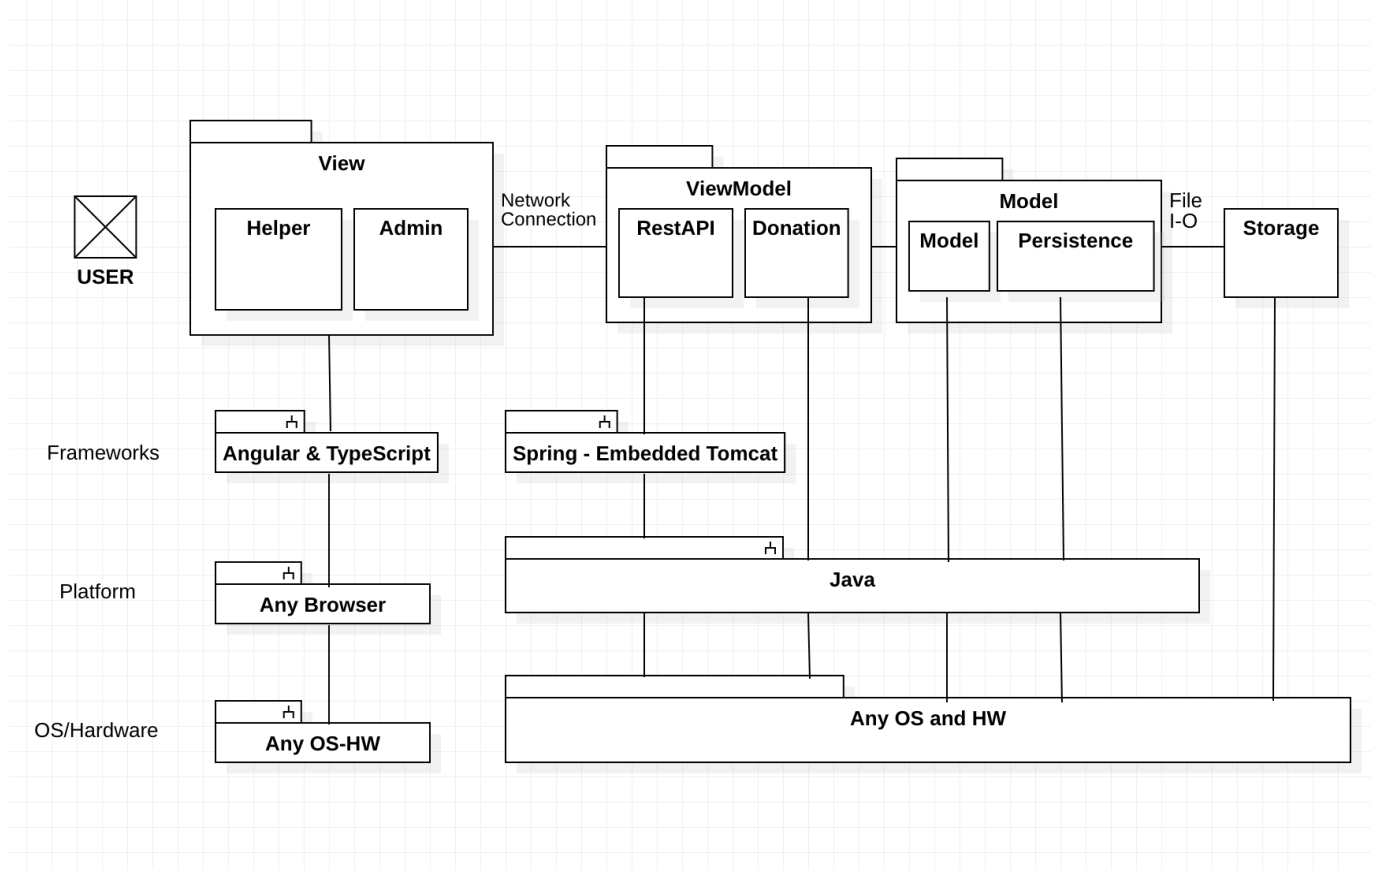 View
Helper
Admin
USER
Network
Connection
ViewModel
RestAPI
Donation
Model
Model
Persistence
File
I-O
Storage
Frameworks
Angular & TypeScript
Spring - Embedded Tomcat
Platform
Any Browser
Java
OS/Hardware
Any OS-HW
Any OS and HW